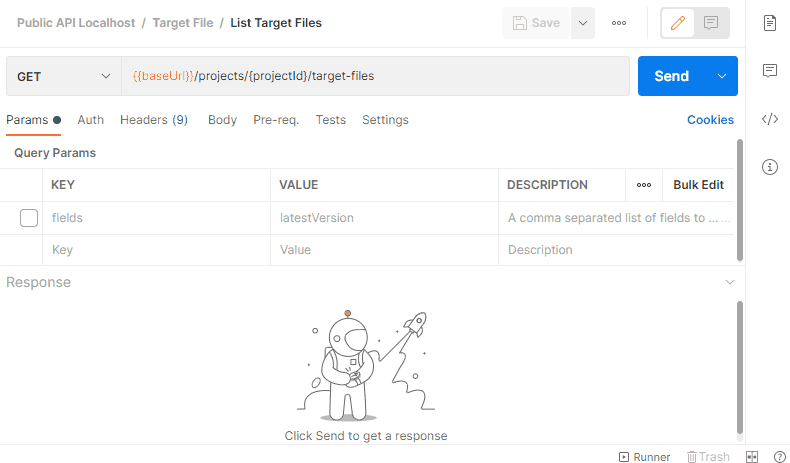 Public API Localhost / Target File / List Target Files
Save
GET
{{baseUrl}}/projects/{projectId}/target-files
Send
Params Auth Headers (9) Body Pre-req. Tests Settings Cookies
Query Params
KEY VALUE DESCRIPTION Bulk Edit
fields latestVersion A comma separated list of fields to ... ...
Key Value Description
Response
Click Send to get a response
Runner Trash